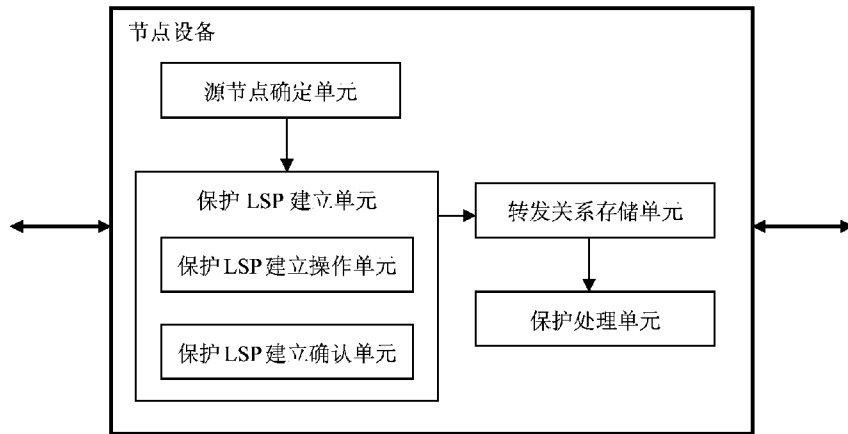 节点设备
源节点确定单元
保护 LSP 建立单元
保护 LSP 建立操作单元
保护 LSP 建立确认单元
转发关系存储单元
保护处理单元